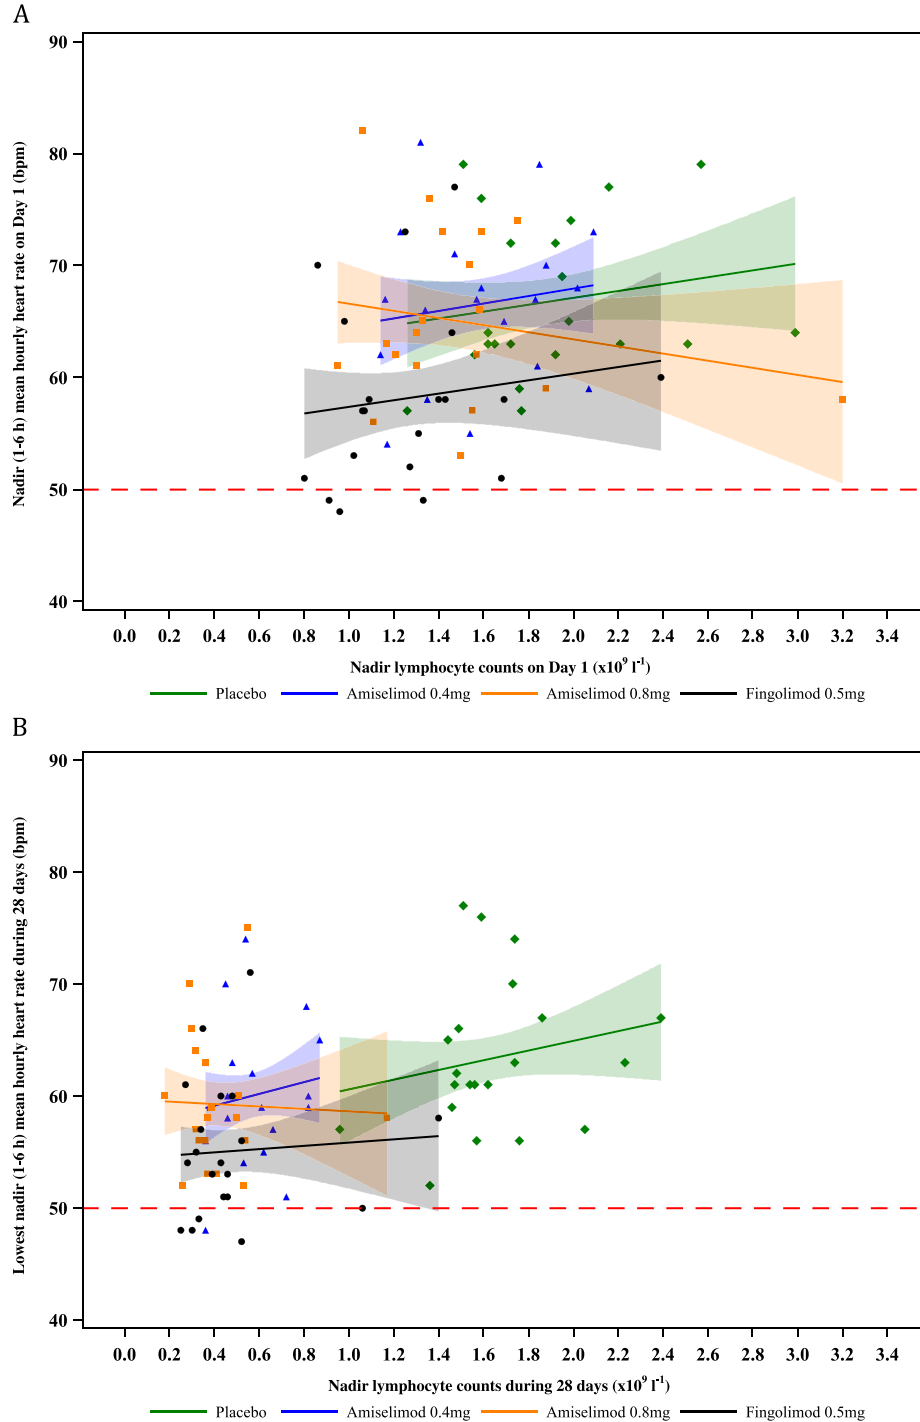 A
Nadir (1-6 h) mean hourly heart rate on Day 1 (bpm)
90
80
70
60
50
40
0.0 0.2 0.4 0.6 0.8 1.0 1.2 1.4 1.6 1.8 2.0 2.2 2.4 2.6 2.8 3.0 3.2 3.4
Nadir lymphocyte counts on Day 1 (x10⁹ l⁻¹)
Placebo Amiselimod 0.4mg Amiselimod 0.8mg Fingolimod 0.5mg
B
Lowest nadir (1-6 h) mean hourly heart rate during 28 days (bpm)
90
80
70
60
50
40
0.0 0.2 0.4 0.6 0.8 1.0 1.2 1.4 1.6 1.8 2.0 2.2 2.4 2.6 2.8 3.0 3.2 3.4
Nadir lymphocyte counts during 28 days (x10⁹ l⁻¹)
Placebo Amiselimod 0.4mg Amiselimod 0.8mg Fingolimod 0.5mg